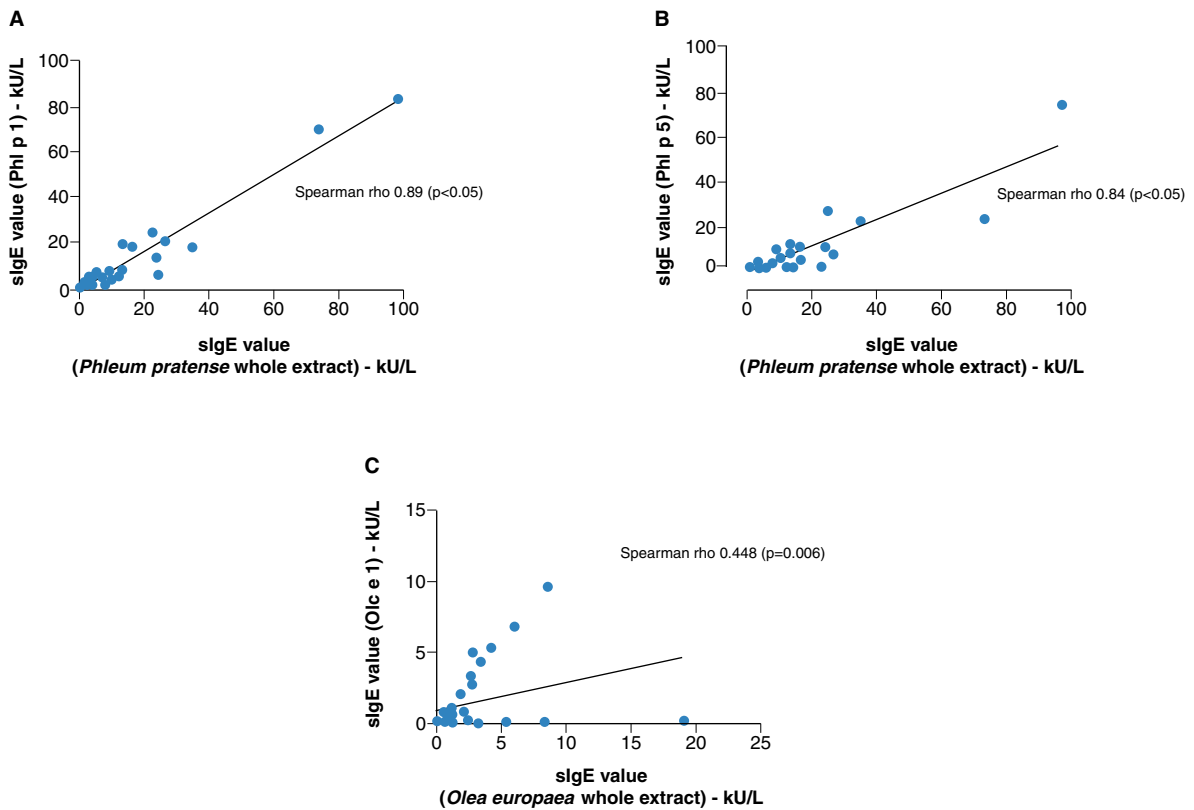 A
sIgE value (Phl p 1) - kU/L
100
80
60
40
20
0
Spearman rho 0.89 (p<0.05)
0 20 40 60 80 100
sIgE value
(Phleum pratense whole extract) - kU/L
B
sIgE value (Phl p 5) - kU/L
100
80
60
40
20
0
Spearman rho 0.84 (p<0.05)
0 20 40 60 80 100
sIgE value
(Phleum pratense whole extract) - kU/L
C
sIgE value (Olc e 1) - kU/L
15
10
5
0
Spearman rho 0.448 (p=0.006)
0 5 10 15 20 25
sIgE value
(Olea europaea whole extract) - kU/L